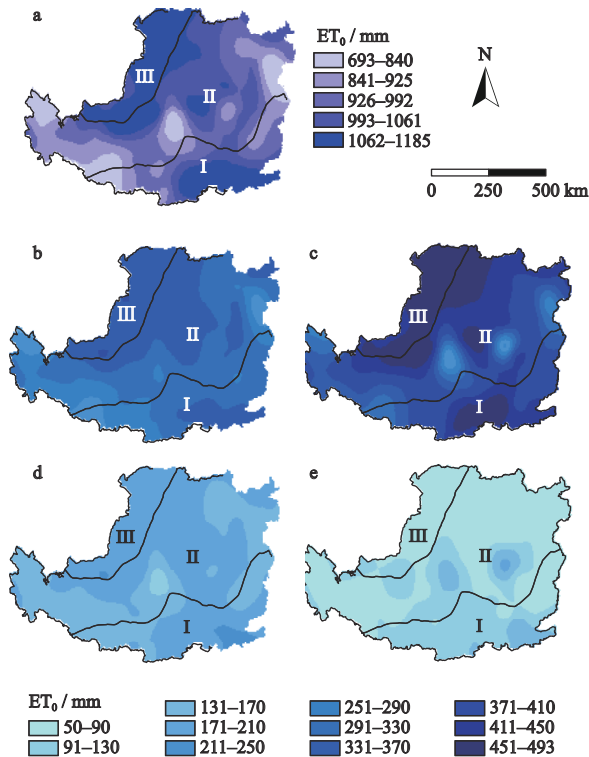 a
ET₀ / mm
693–840
841–925
926–992
993–1061
1062–1185
N
0 250 500 km
III
II
I
b
III
II
I
c
III
II
I
d
III
II
I
e
III
II
I
ET₀ / mm
50–90
91–130
131–170
171–210
211–250
251–290
291–330
331–370
371–410
411–450
451–493